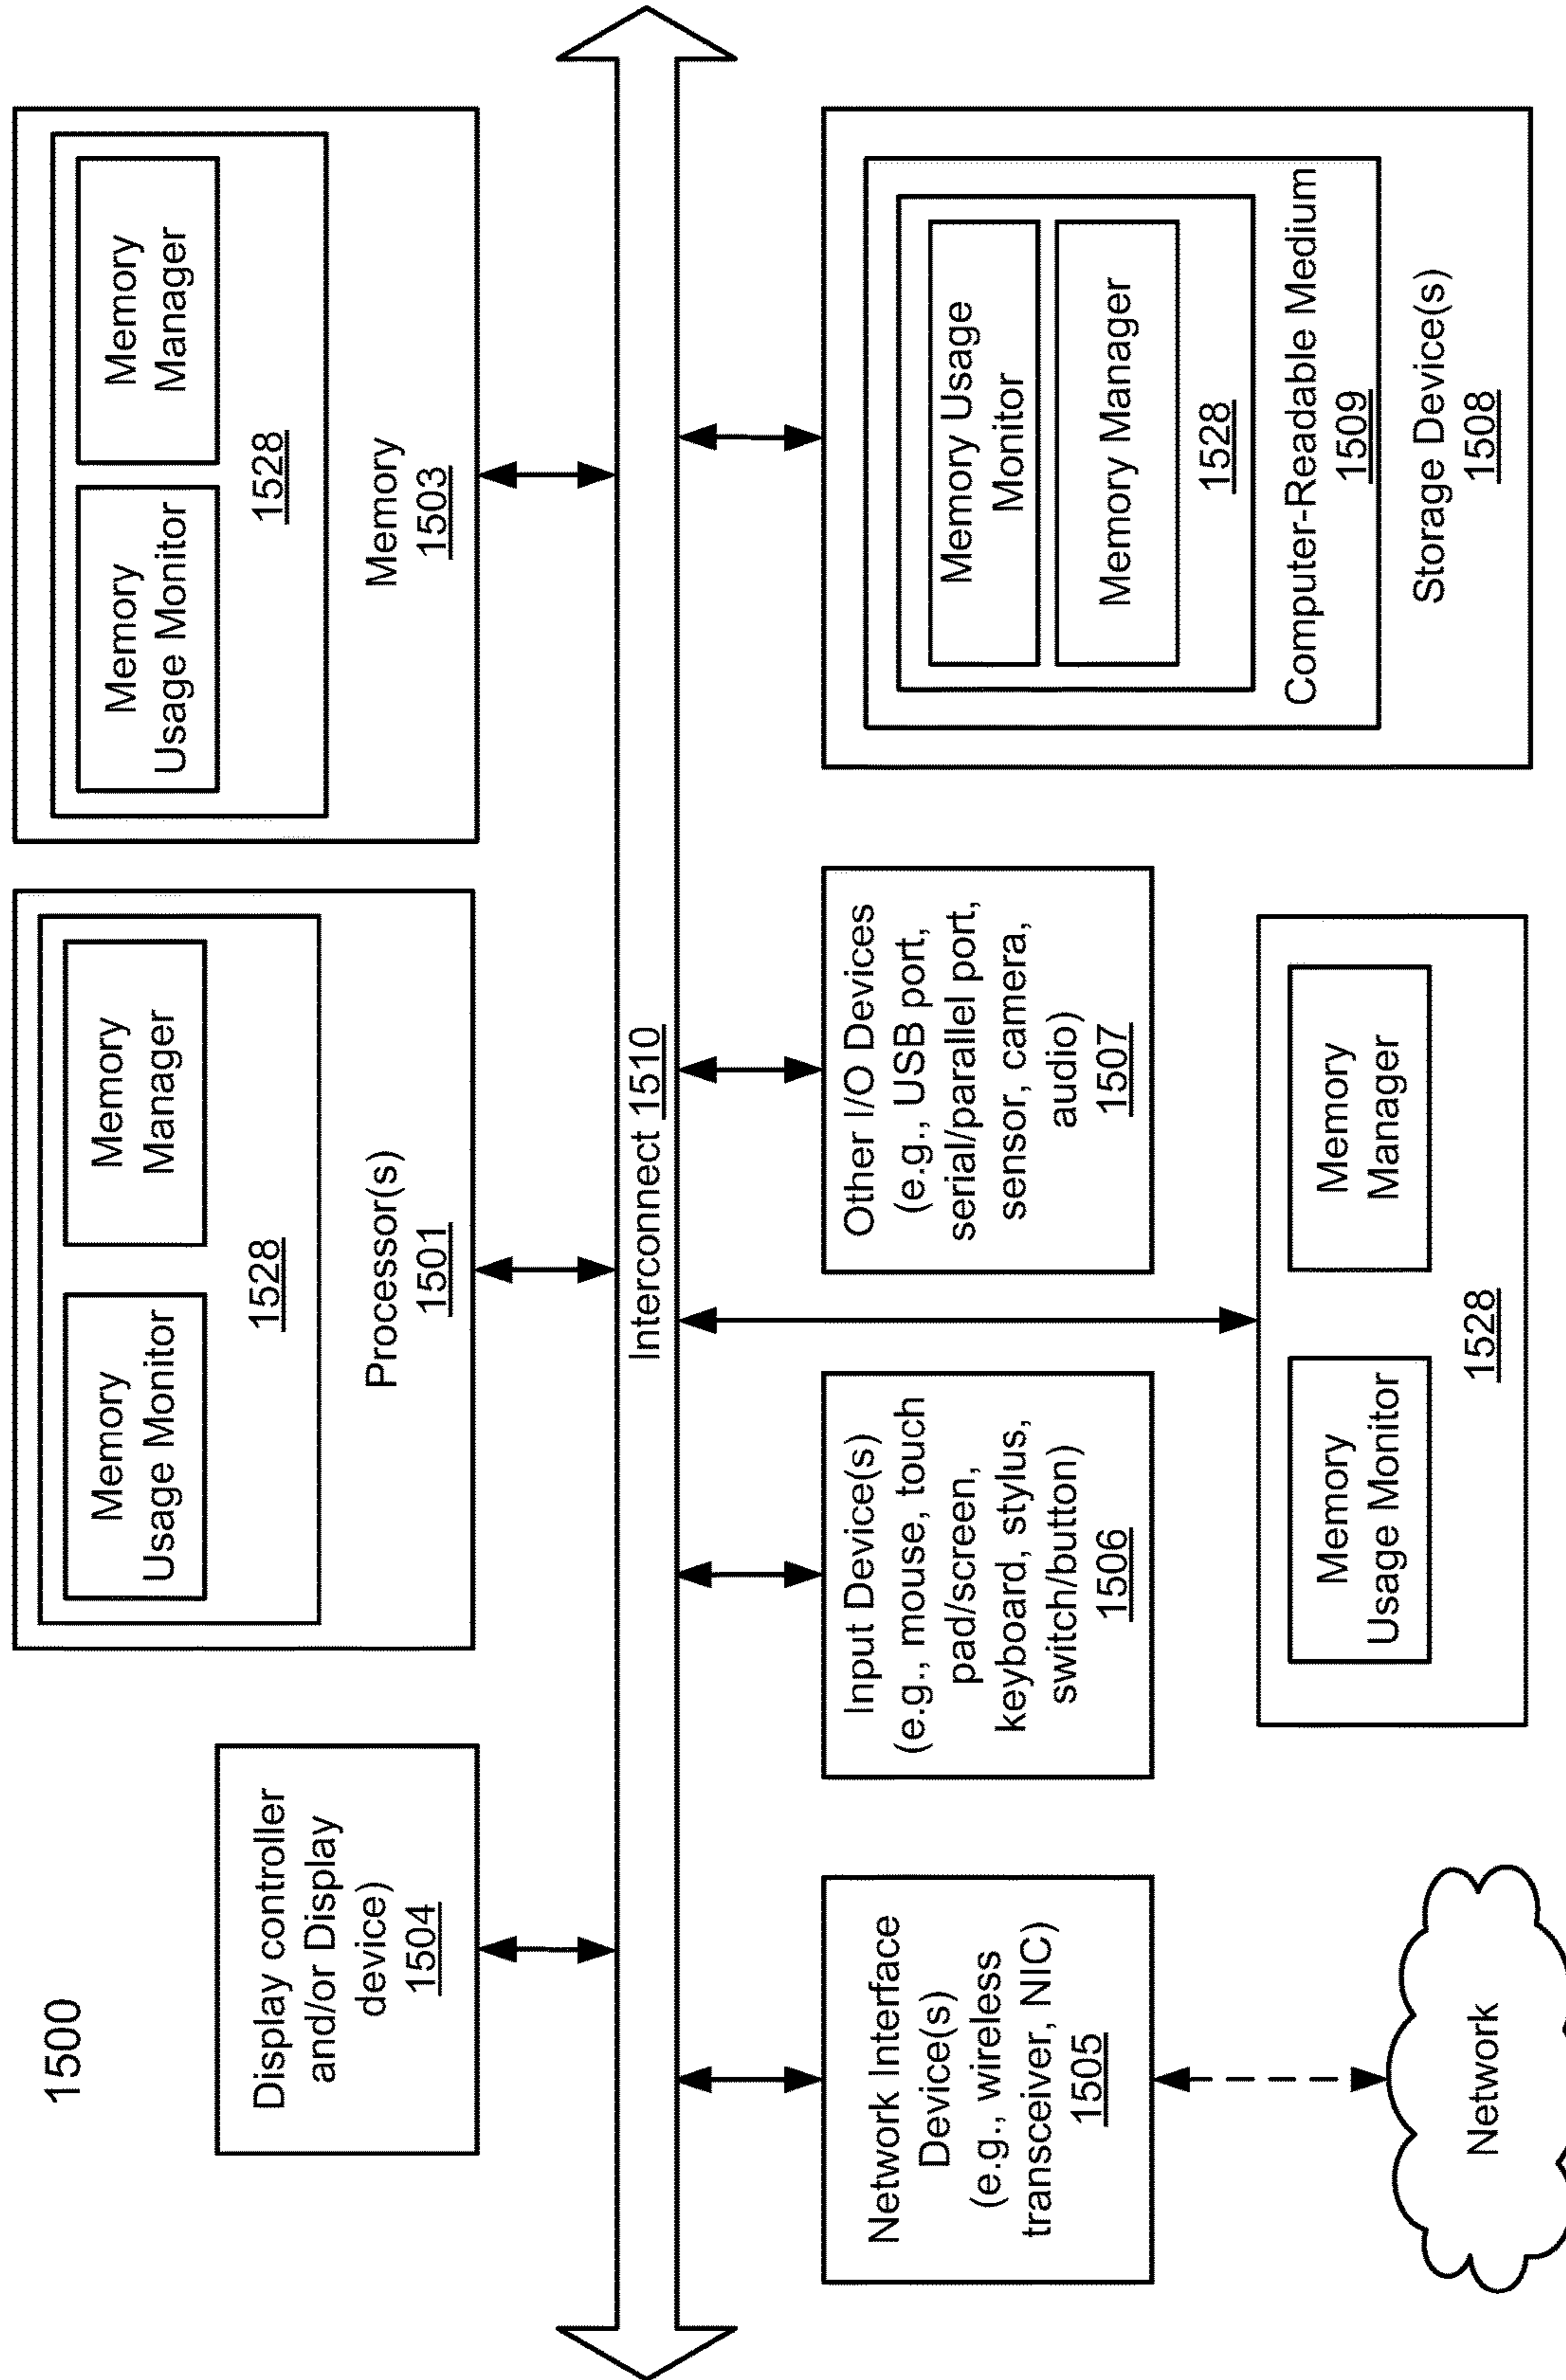 1500
Display controller
and/or Display
device)
1504
Memory
Usage Monitor
Memory
Manager
1528
Processor(s)
1501
Memory
Usage Monitor
Memory
Manager
1528
Memory
1503
Interconnect 1510
Network Interface
Device(s)
(e.g., wireless
transceiver, NIC)
1505
Input Device(s)
(e.g., mouse, touch
pad/screen,
keyboard, stylus,
switch/button)
1506
Other I/O Devices
(e.g., USB port,
serial/parallel port,
sensor, camera,
audio)
1507
Memory Usage
Monitor
Memory Manager
1528
Computer-Readable Medium
1509
Storage Device(s)
1508
Network
Memory
Usage Monitor
Memory
Manager
1528